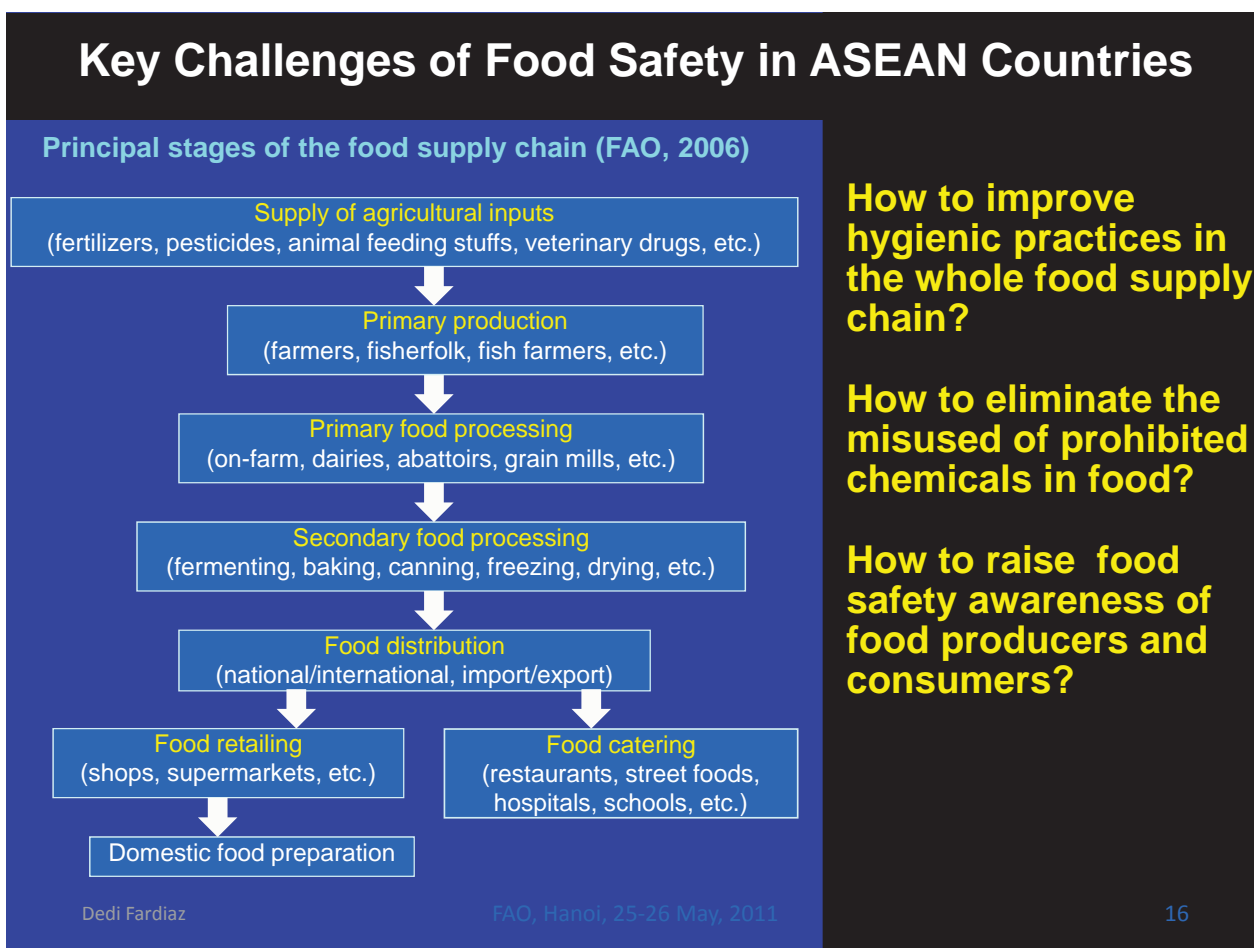 Key Challenges of Food Safety in ASEAN Countries
Principal stages of the food supply chain (FAO, 2006)
Supply of agricultural inputs
(fertilizers, pesticides, animal feeding stuffs, veterinary drugs, etc.)
Primary production
(farmers, fisherfolk, fish farmers, etc.)
Primary food processing
(on-farm, dairies, abattoirs, grain mills, etc.)
Secondary food processing
(fermenting, baking, canning, freezing, drying, etc.)
Food distribution
(national/international, import/export)
Food retailing
(shops, supermarkets, etc.)
Food catering
(restaurants, street foods,
hospitals, schools, etc.)
Domestic food preparation
How to improve
hygienic practices in
the whole food supply
chain?
How to eliminate the
misused of prohibited
chemicals in food?
How to raise  food
safety awareness of
food producers and
consumers?
Dedi Fardiaz
FAO, Hanoi, 25-26 May, 2011
16